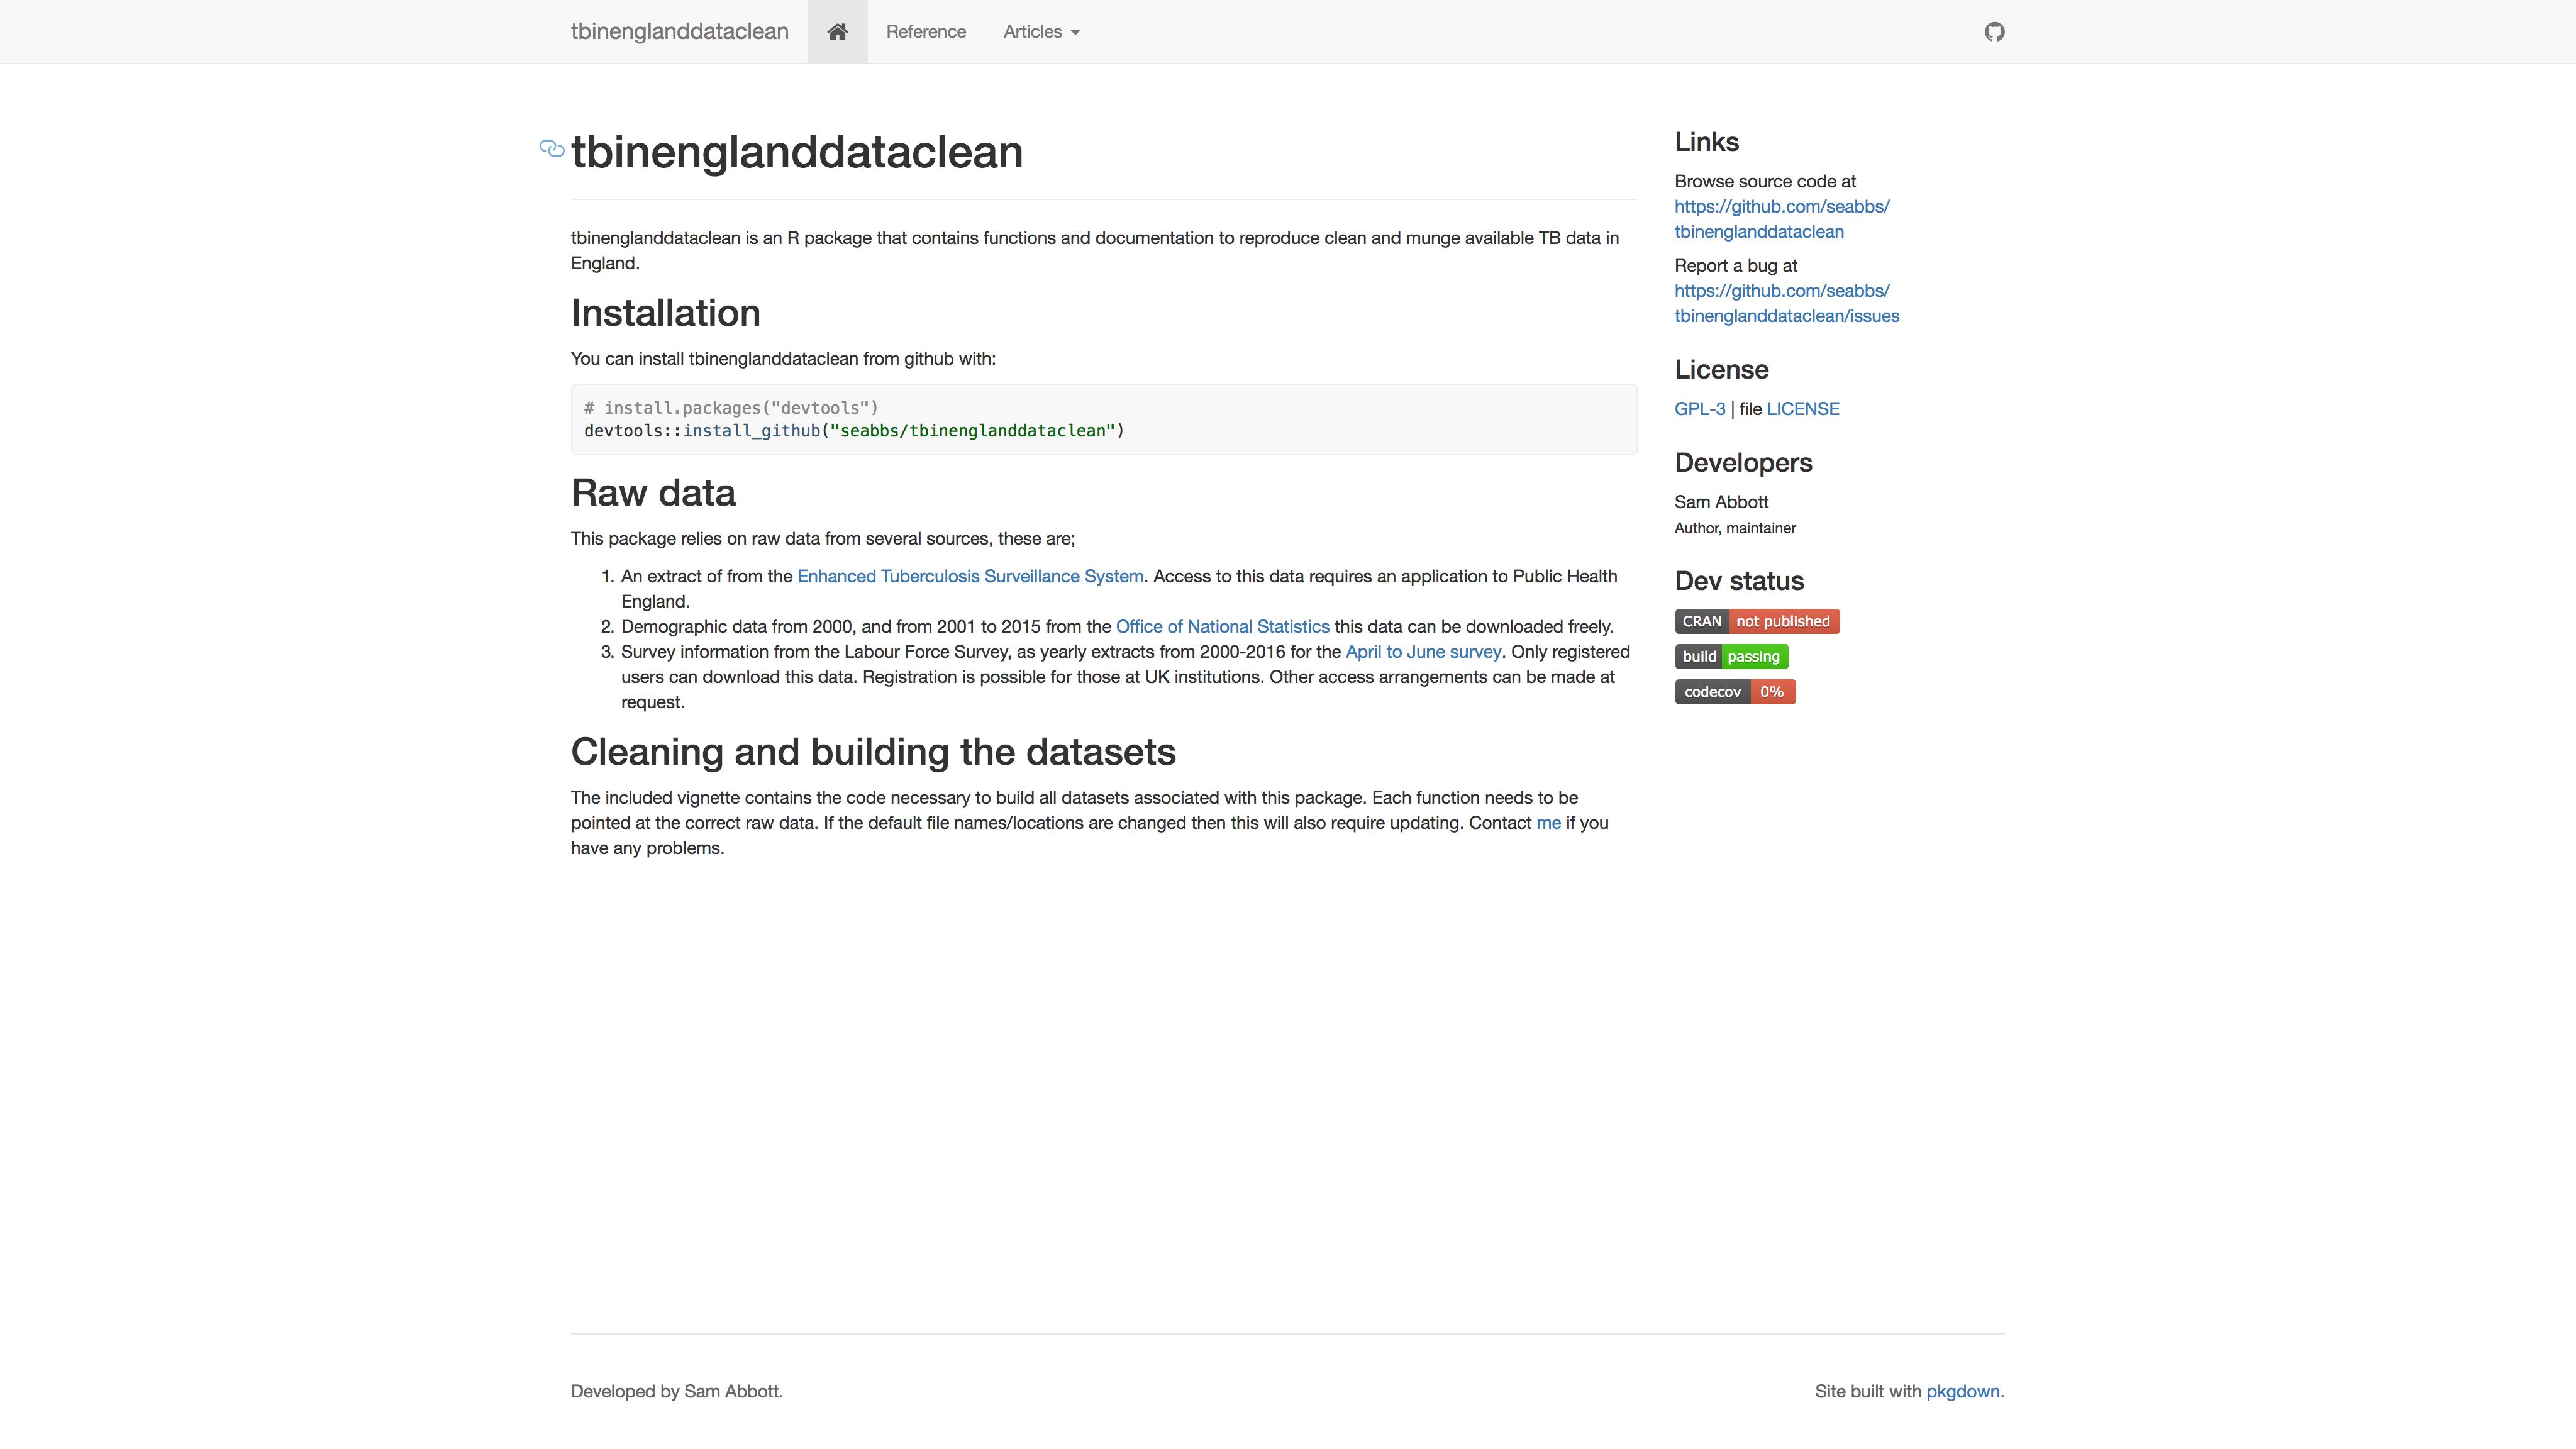 tbinenglanddataclean
Reference
Articles
tbinenglanddataclean
tbinenglanddataclean is an R package that contains functions and documentation to reproduce clean and munge available TB data in
England.
Installation
You can install tbinenglanddataclean from github with:
# install.packages("devtools")
devtools::install_github("seabbs/tbinenglanddataclean")
Raw data
This package relies on raw data from several sources, these are;
1. An extract of from the Enhanced Tuberculosis Surveillance System. Access to this data requires an application to Public Health
England.
2. Demographic data from 2000, and from 2001 to 2015 from the Office of National Statistics this data can be downloaded freely.
3. Survey information from the Labour Force Survey, as yearly extracts from 2000-2016 for the April to June survey. Only registered
users can download this data. Registration is possible for those at UK institutions. Other access arrangements can be made at
request.
Cleaning and building the datasets
The included vignette contains the code necessary to build all datasets associated with this package. Each function needs to be
pointed at the correct raw data. If the default file names/locations are changed then this will also require updating. Contact me if you
have any problems.
Links
Browse source code at
https://github.com/seabbs/
tbinenglanddataclean
Report a bug at
https://github.com/seabbs/
tbinenglanddataclean/issues
License
GPL-3 | file LICENSE
Developers
Sam Abbott
Author, maintainer
Dev status
CRAN not published
build passing
codecov 0%
Developed by Sam Abbott.
Site built with pkgdown.